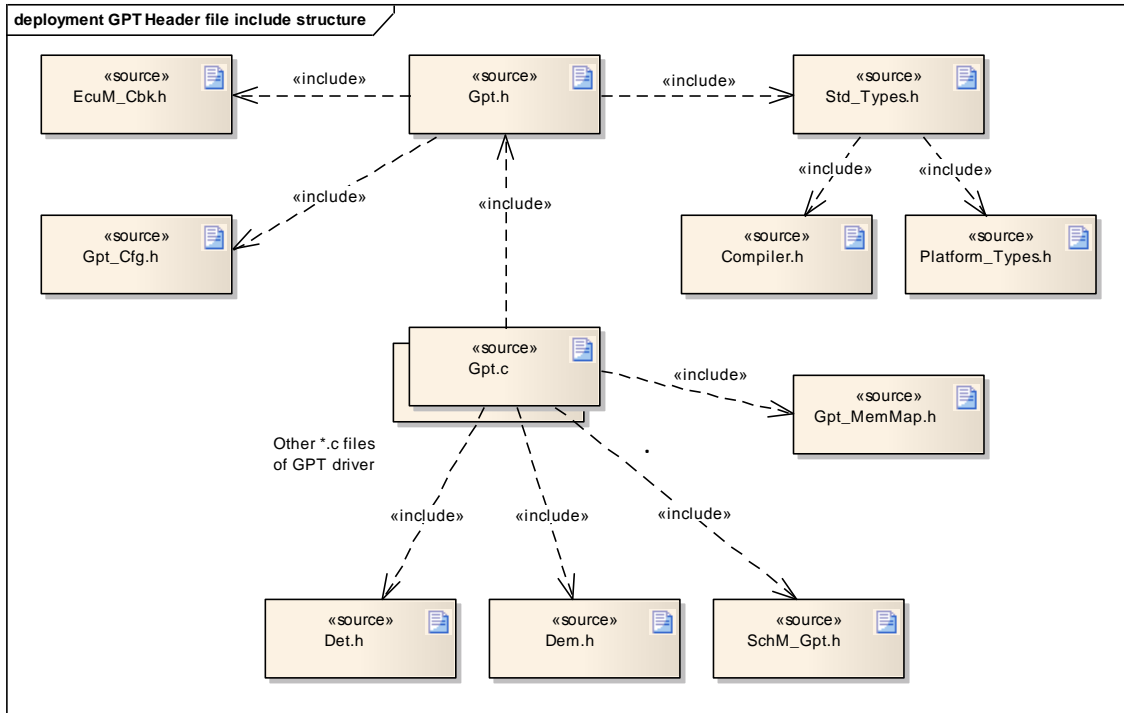 deployment GPT Header file include structure
«source»
EcuM_Cbk.h
«include»
«source»
Gpt.h
«include»
«source»
Std_Types.h
«include»
«include»
«include»
«include»
«source»
Gpt_Cfg.h
«source»
Compiler.h
«source»
Platform_Types.h
«source»
Gpt.c
«include»
«source»
Gpt_MemMap.h
Other *.c files
of GPT driver
«include»
«include»
«include»
«source»
Det.h
«source»
Dem.h
«source»
SchM_Gpt.h